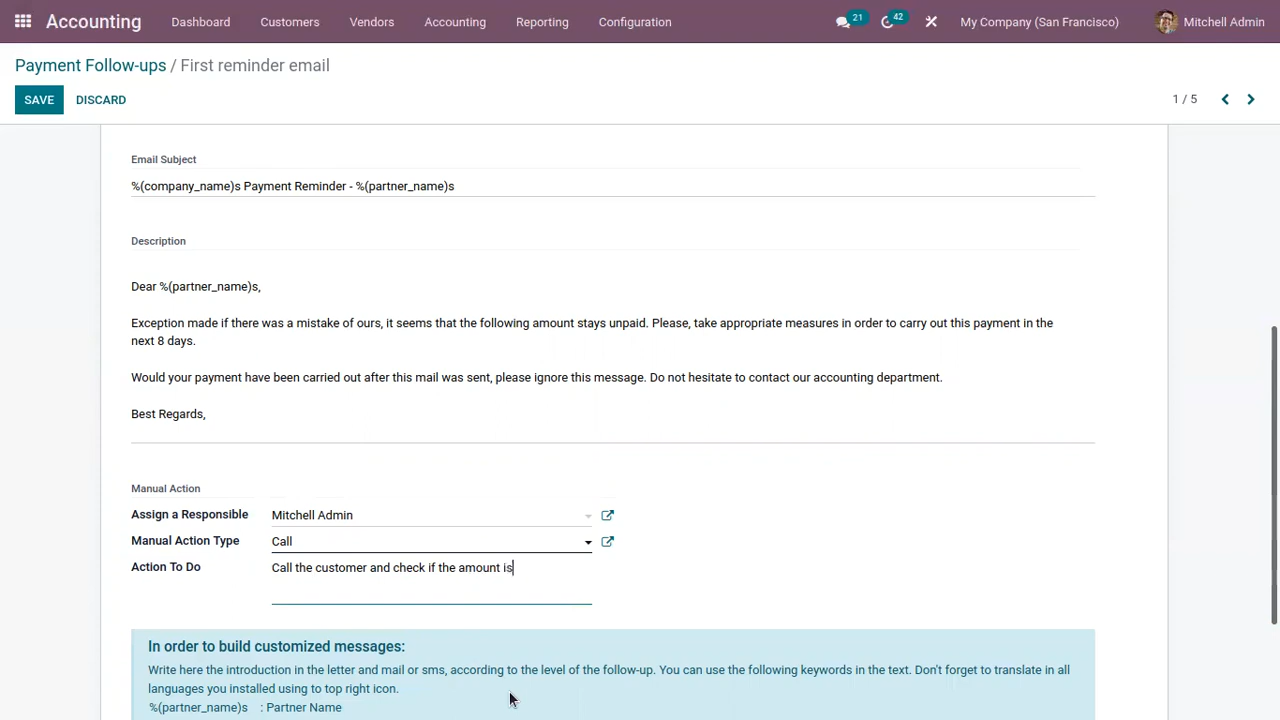 Accounting Dashboard Customers Vendors Accounting Reporting Configuration 21 42 My Company (San Francisco) Mitchell Admin
Payment Follow-ups / First reminder email
SAVE DISCARD 1 / 5
Email Subject
%(company_name)s Payment Reminder - %(partner_name)s
Description
Dear %(partner_name)s,
Exception made if there was a mistake of ours, it seems that the following amount stays unpaid. Please, take appropriate measures in order to carry out this payment in the
next 8 days.
Would your payment have been carried out after this mail was sent, please ignore this message. Do not hesitate to contact our accounting department.
Best Regards,
Manual Action
Assign a Responsible Mitchell Admin
Manual Action Type Call
Action To Do Call the customer and check if the amount is
In order to build customized messages:
Write here the introduction in the letter and mail or sms, according to the level of the follow-up. You can use the following keywords in the text. Don't forget to translate in all
languages you installed using to top right icon.
%(partner_name)s : Partner Name